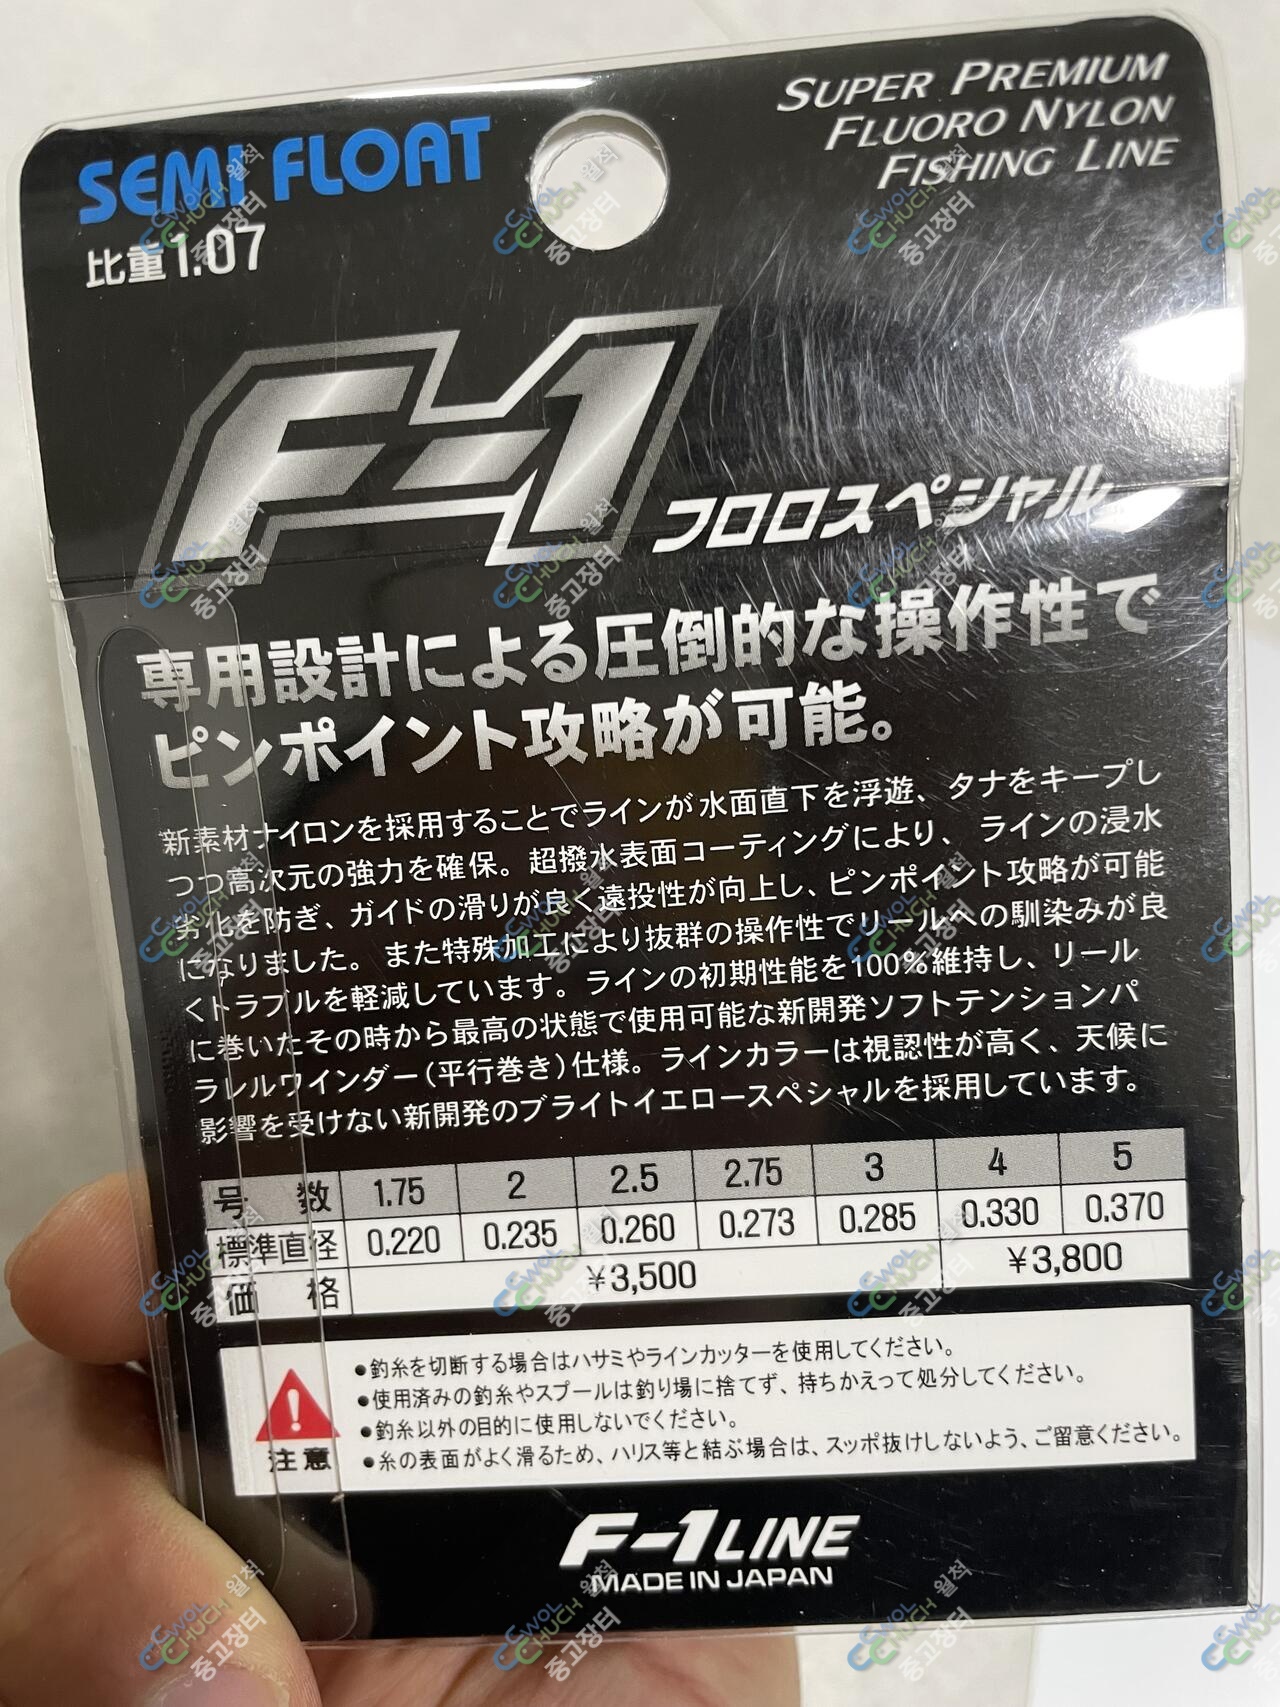 SUPER PREMIUM
FLUORO NYLON
FISHING LINE
SEMI FLOAT
比重1.07
F-1
フロロスペシャル
専用設計による圧倒的な操作性で
ピンポイント攻略が可能。
新素材ナイロンを採用することでラインが水面直下を浮遊、タナをキープし
つつ高次元の強力を確保。超撥水表面コーティングにより、ラインの浸水
劣化を防ぎ、ガイドの滑りが良く遠投性が向上し、ピンポイント攻略が可能
になりました。また特殊加工により抜群の操作性でリールへの馴染みが良
くトラブルを軽減しています。ラインの初期性能を100%維持し、リール
に巻いたその時から最高の状態で使用可能な新開発ソフトテンションパ
ラレルワインダー(平行巻き)仕様。ラインカラーは視認性が高く、天候に
影響を受けない新開発のブライトイエロースペシャルを採用しています。
号数 1.75 2 2.5 2.75 3 4 5
標準直径 0.220 0.235 0.260 0.273 0.285 0.330 0.370
価格 ¥3,500 ¥3,800
●釣糸を切断する場合はハサミやラインカッターを使用してください。
●使用済みの釣糸やスプールは釣り場に捨てず、持ちかえって処分してください。
●釣糸以外の目的に使用しないでください。
●糸の表面がよく滑るため、ハリス等と結ぶ場合は、スッポ抜けしないよう、ご留意ください。
注意
F-1 LINE
MADE IN JAPAN
CWOL
CHUCH 월척
중고장터